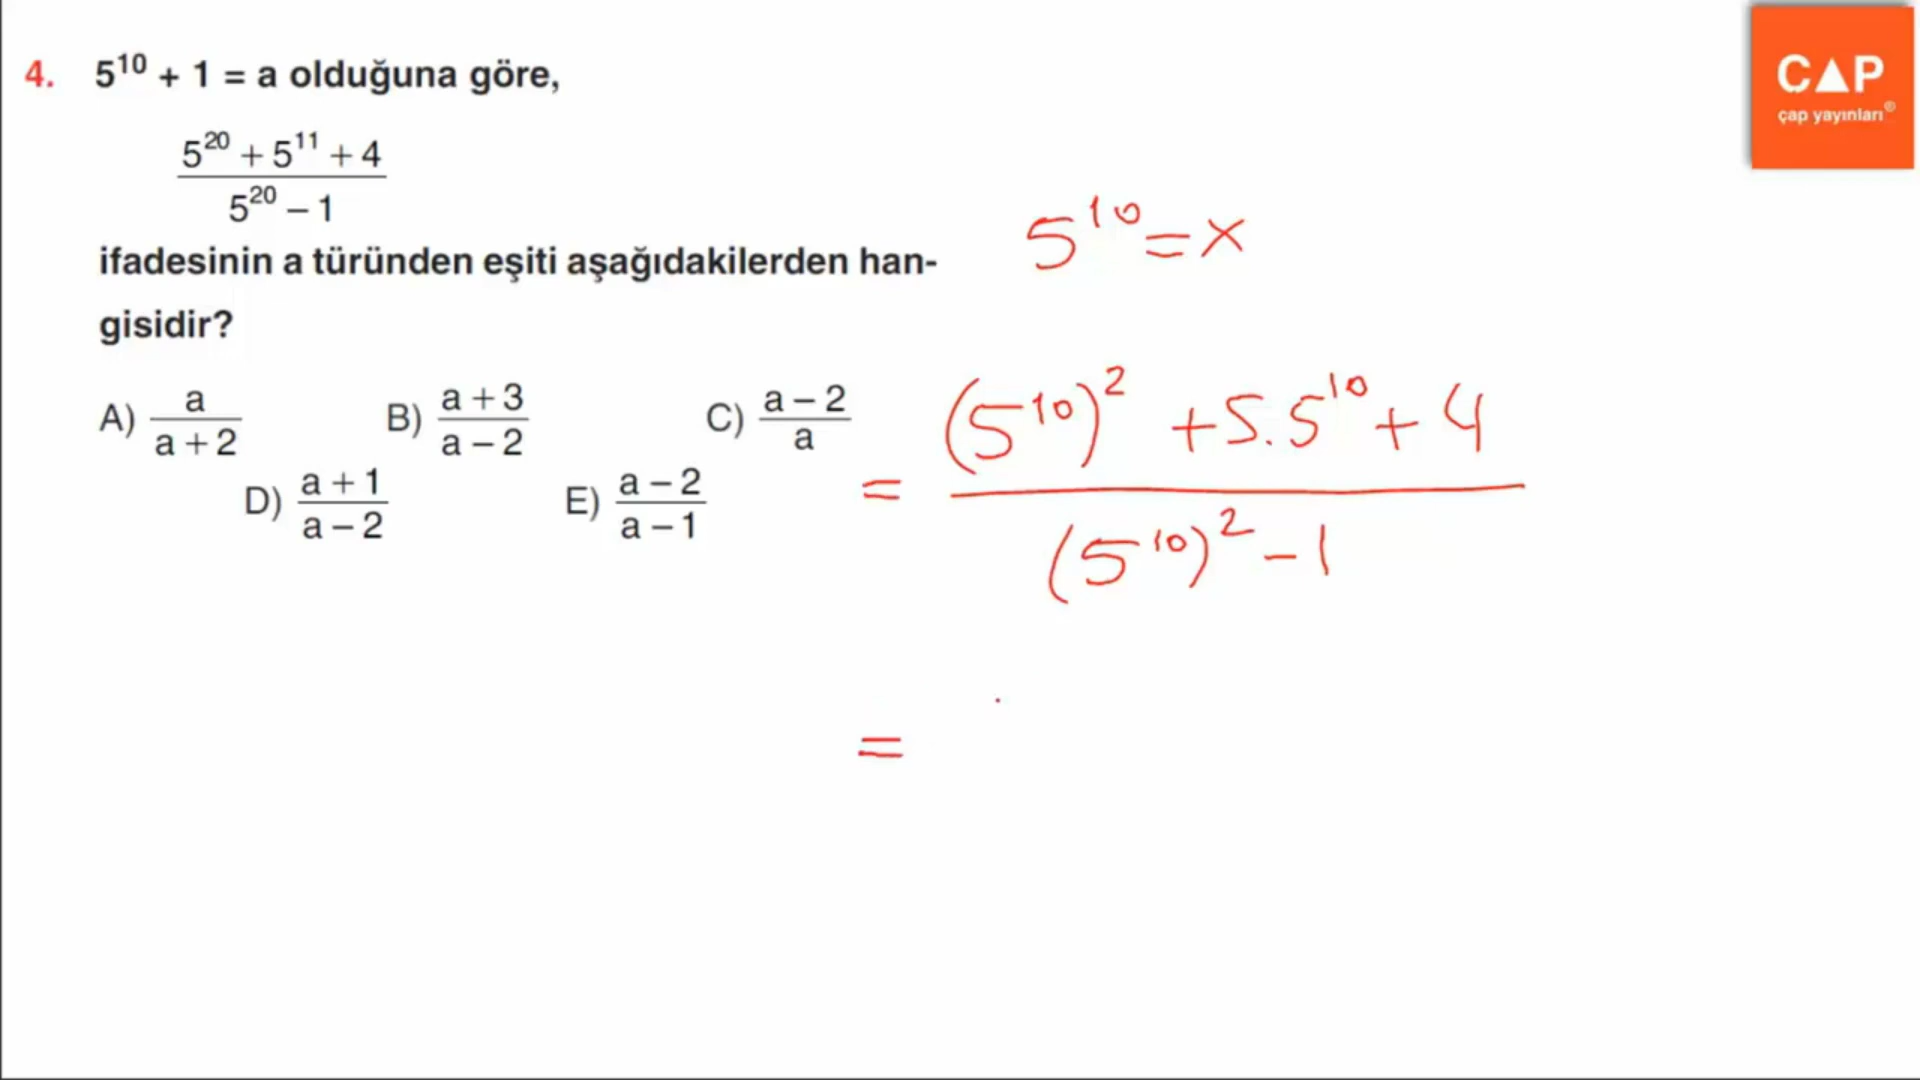 4. 5¹⁰ + 1 = a olduğuna göre,
5²⁰ + 5¹¹ + 4
5²⁰ – 1
ifadesinin a türünden eşiti aşağıdakilerden han-
gisidir?
A) a / a + 2 B) a + 3 / a – 2 C) a – 2 / a
D) a + 1 / a – 2 E) a – 2 / a – 1
ÇAP
çap yayınları®
5¹⁰ = x
= (5¹⁰)² + 5.5¹⁰ + 4
(5¹⁰)² – 1
=